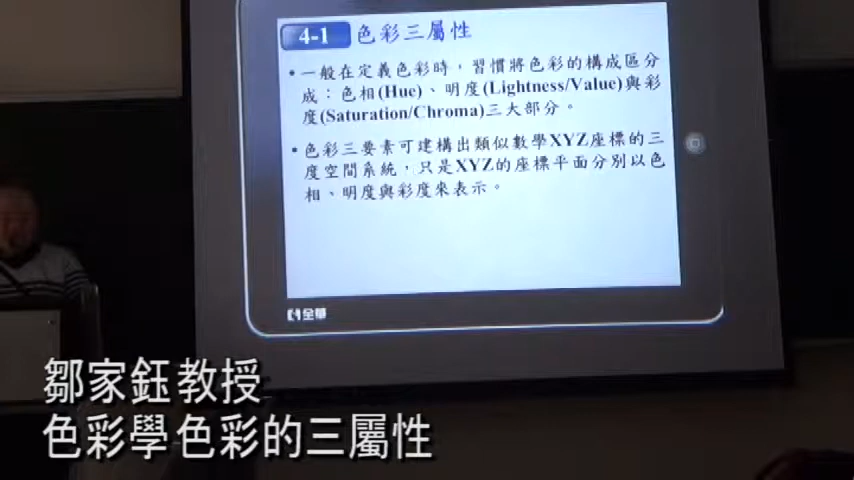 4-1 色彩三屬性
•一般在定義色彩時，習慣將色彩的構成區分
成：色相(Hue)、明度(Lightness/Value)與彩
度(Saturation/Chroma)三大部分。
•色彩三要素可建構出類似數學XYZ座標的三
度空間系統，只是XYZ的座標平面分別以色
相、明度與彩度來表示。
全華
鄒家鈺教授
色彩學色彩的三屬性